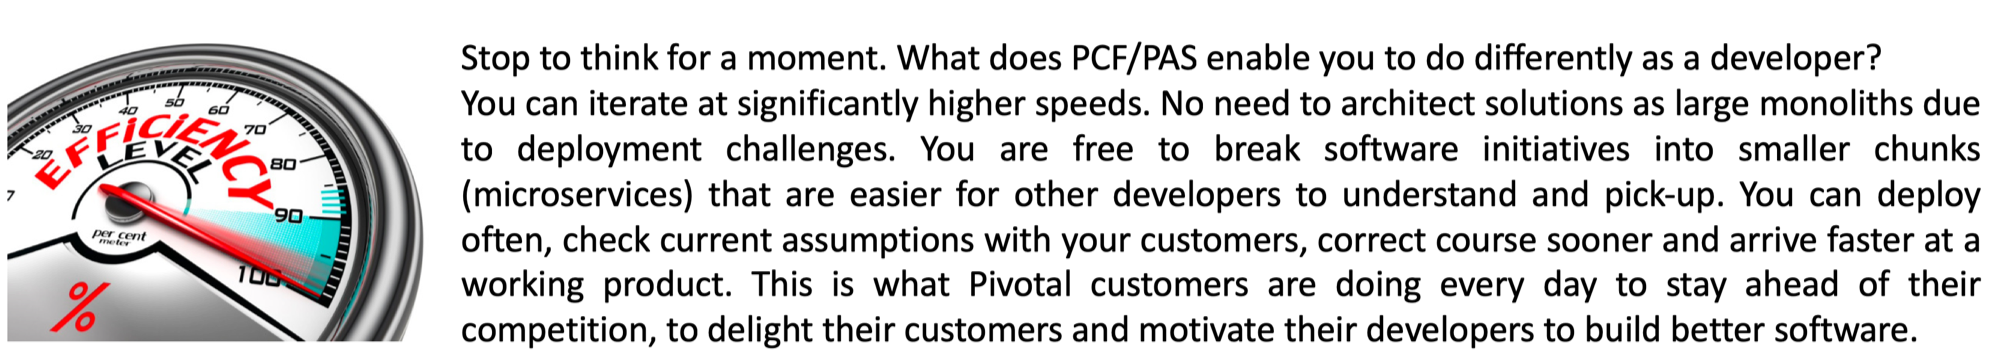 Stop to think for a moment. What does PCF/PAS enable you to do differently as a developer?
You can iterate at significantly higher speeds. No need to architect solutions as large monoliths due
to deployment challenges. You are free to break software initiatives into smaller chunks
(microservices) that are easier for other developers to understand and pick-up. You can deploy
often, check current assumptions with your customers, correct course sooner and arrive faster at a
working product. This is what Pivotal customers are doing every day to stay ahead of their
competition, to delight their customers and motivate their developers to build better software.
20
30
40
50
60
70
80
90
100
EFFiCiENCY
LEVEL
per cent
meter
%